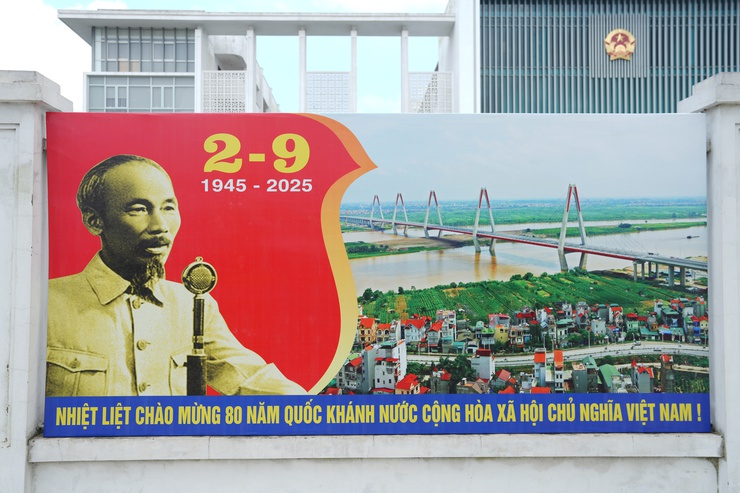 2-9
1945 - 2025
NHIỆT LIỆT CHÀO MỪNG 80 NĂM QUỐC KHÁNH NƯỚC CỘNG HÒA XÃ HỘI CHỦ NGHĨA VIỆT NAM !